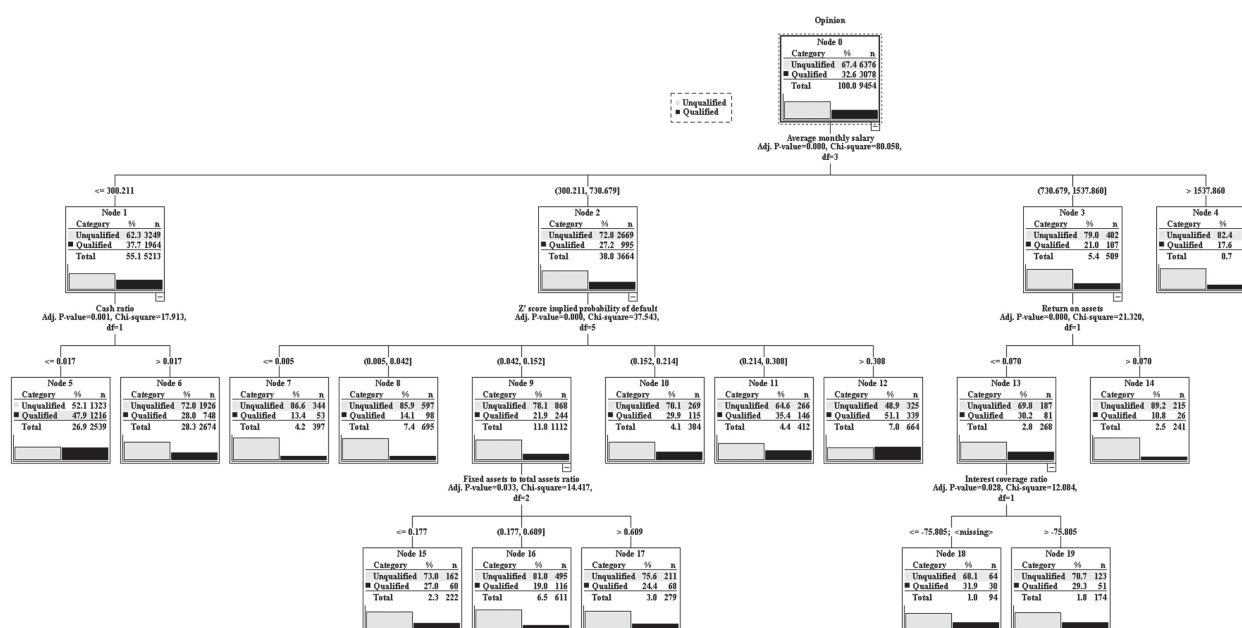 Opinion
Node 0
Category % n
Unqualified 67.4 6376
Qualified 32.6 3078
Total 100.0 9454
Unqualified
Qualified
Average monthly salary
Adj. P-value=0.000, Chi-square=80.058,
df=3
<= 300.211
(300.211, 730.679]
(730.679, 1537.860]
> 1537.860
Node 1
Category % n
Unqualified 62.3 3249
Qualified 37.7 1964
Total 55.1 5213
Node 2
Category % n
Unqualified 72.8 2669
Qualified 27.2 995
Total 38.8 3664
Node 3
Category % n
Unqualified 79.0 402
Qualified 21.0 107
Total 5.4 509
Node 4
Category %
Unqualified 82.4
Qualified 17.6
Total 0.7
Cash ratio
Adj. P-value=0.001, Chi-square=17.913,
df=1
Z' score implied probability of default
Adj. P-value=0.000, Chi-square=37.543,
df=5
Return on assets
Adj. P-value=0.000, Chi-square=21.320,
df=1
<= 0.017
> 0.017
<= 0.005
(0.005, 0.042]
(0.042, 0.152]
(0.152, 0.214]
(0.214, 0.308]
> 0.308
<= 0.070
> 0.070
Node 5
Category % n
Unqualified 52.1 1323
Qualified 47.9 1216
Total 26.9 2539
Node 6
Category % n
Unqualified 72.0 1926
Qualified 28.0 748
Total 28.3 2674
Node 7
Category % n
Unqualified 86.6 344
Qualified 13.4 53
Total 4.2 397
Node 8
Category % n
Unqualified 85.9 597
Qualified 14.1 98
Total 7.4 695
Node 9
Category % n
Unqualified 78.1 868
Qualified 21.9 244
Total 11.8 1112
Node 10
Category % n
Unqualified 70.1 269
Qualified 29.9 115
Total 4.1 384
Node 11
Category % n
Unqualified 64.6 266
Qualified 35.4 146
Total 4.4 412
Node 12
Category % n
Unqualified 48.9 325
Qualified 51.1 339
Total 7.0 664
Node 13
Category % n
Unqualified 69.8 187
Qualified 30.2 81
Total 2.8 268
Node 14
Category % n
Unqualified 89.2 215
Qualified 10.8 26
Total 2.5 241
Fixed assets to total assets ratio
Adj. P-value=0.033, Chi-square=14.417,
df=2
Interest coverage ratio
Adj. P-value=0.028, Chi-square=12.084,
df=1
<= 0.177
(0.177, 0.609]
> 0.609
<= -75.805; <missing>
> -75.805
Node 15
Category % n
Unqualified 73.0 162
Qualified 27.0 60
Total 2.3 222
Node 16
Category % n
Unqualified 81.0 495
Qualified 19.0 116
Total 6.5 611
Node 17
Category % n
Unqualified 75.6 211
Qualified 24.4 68
Total 3.0 279
Node 18
Category % n
Unqualified 68.1 64
Qualified 31.9 30
Total 1.0 94
Node 19
Category % n
Unqualified 70.7 123
Qualified 29.3 51
Total 1.8 174